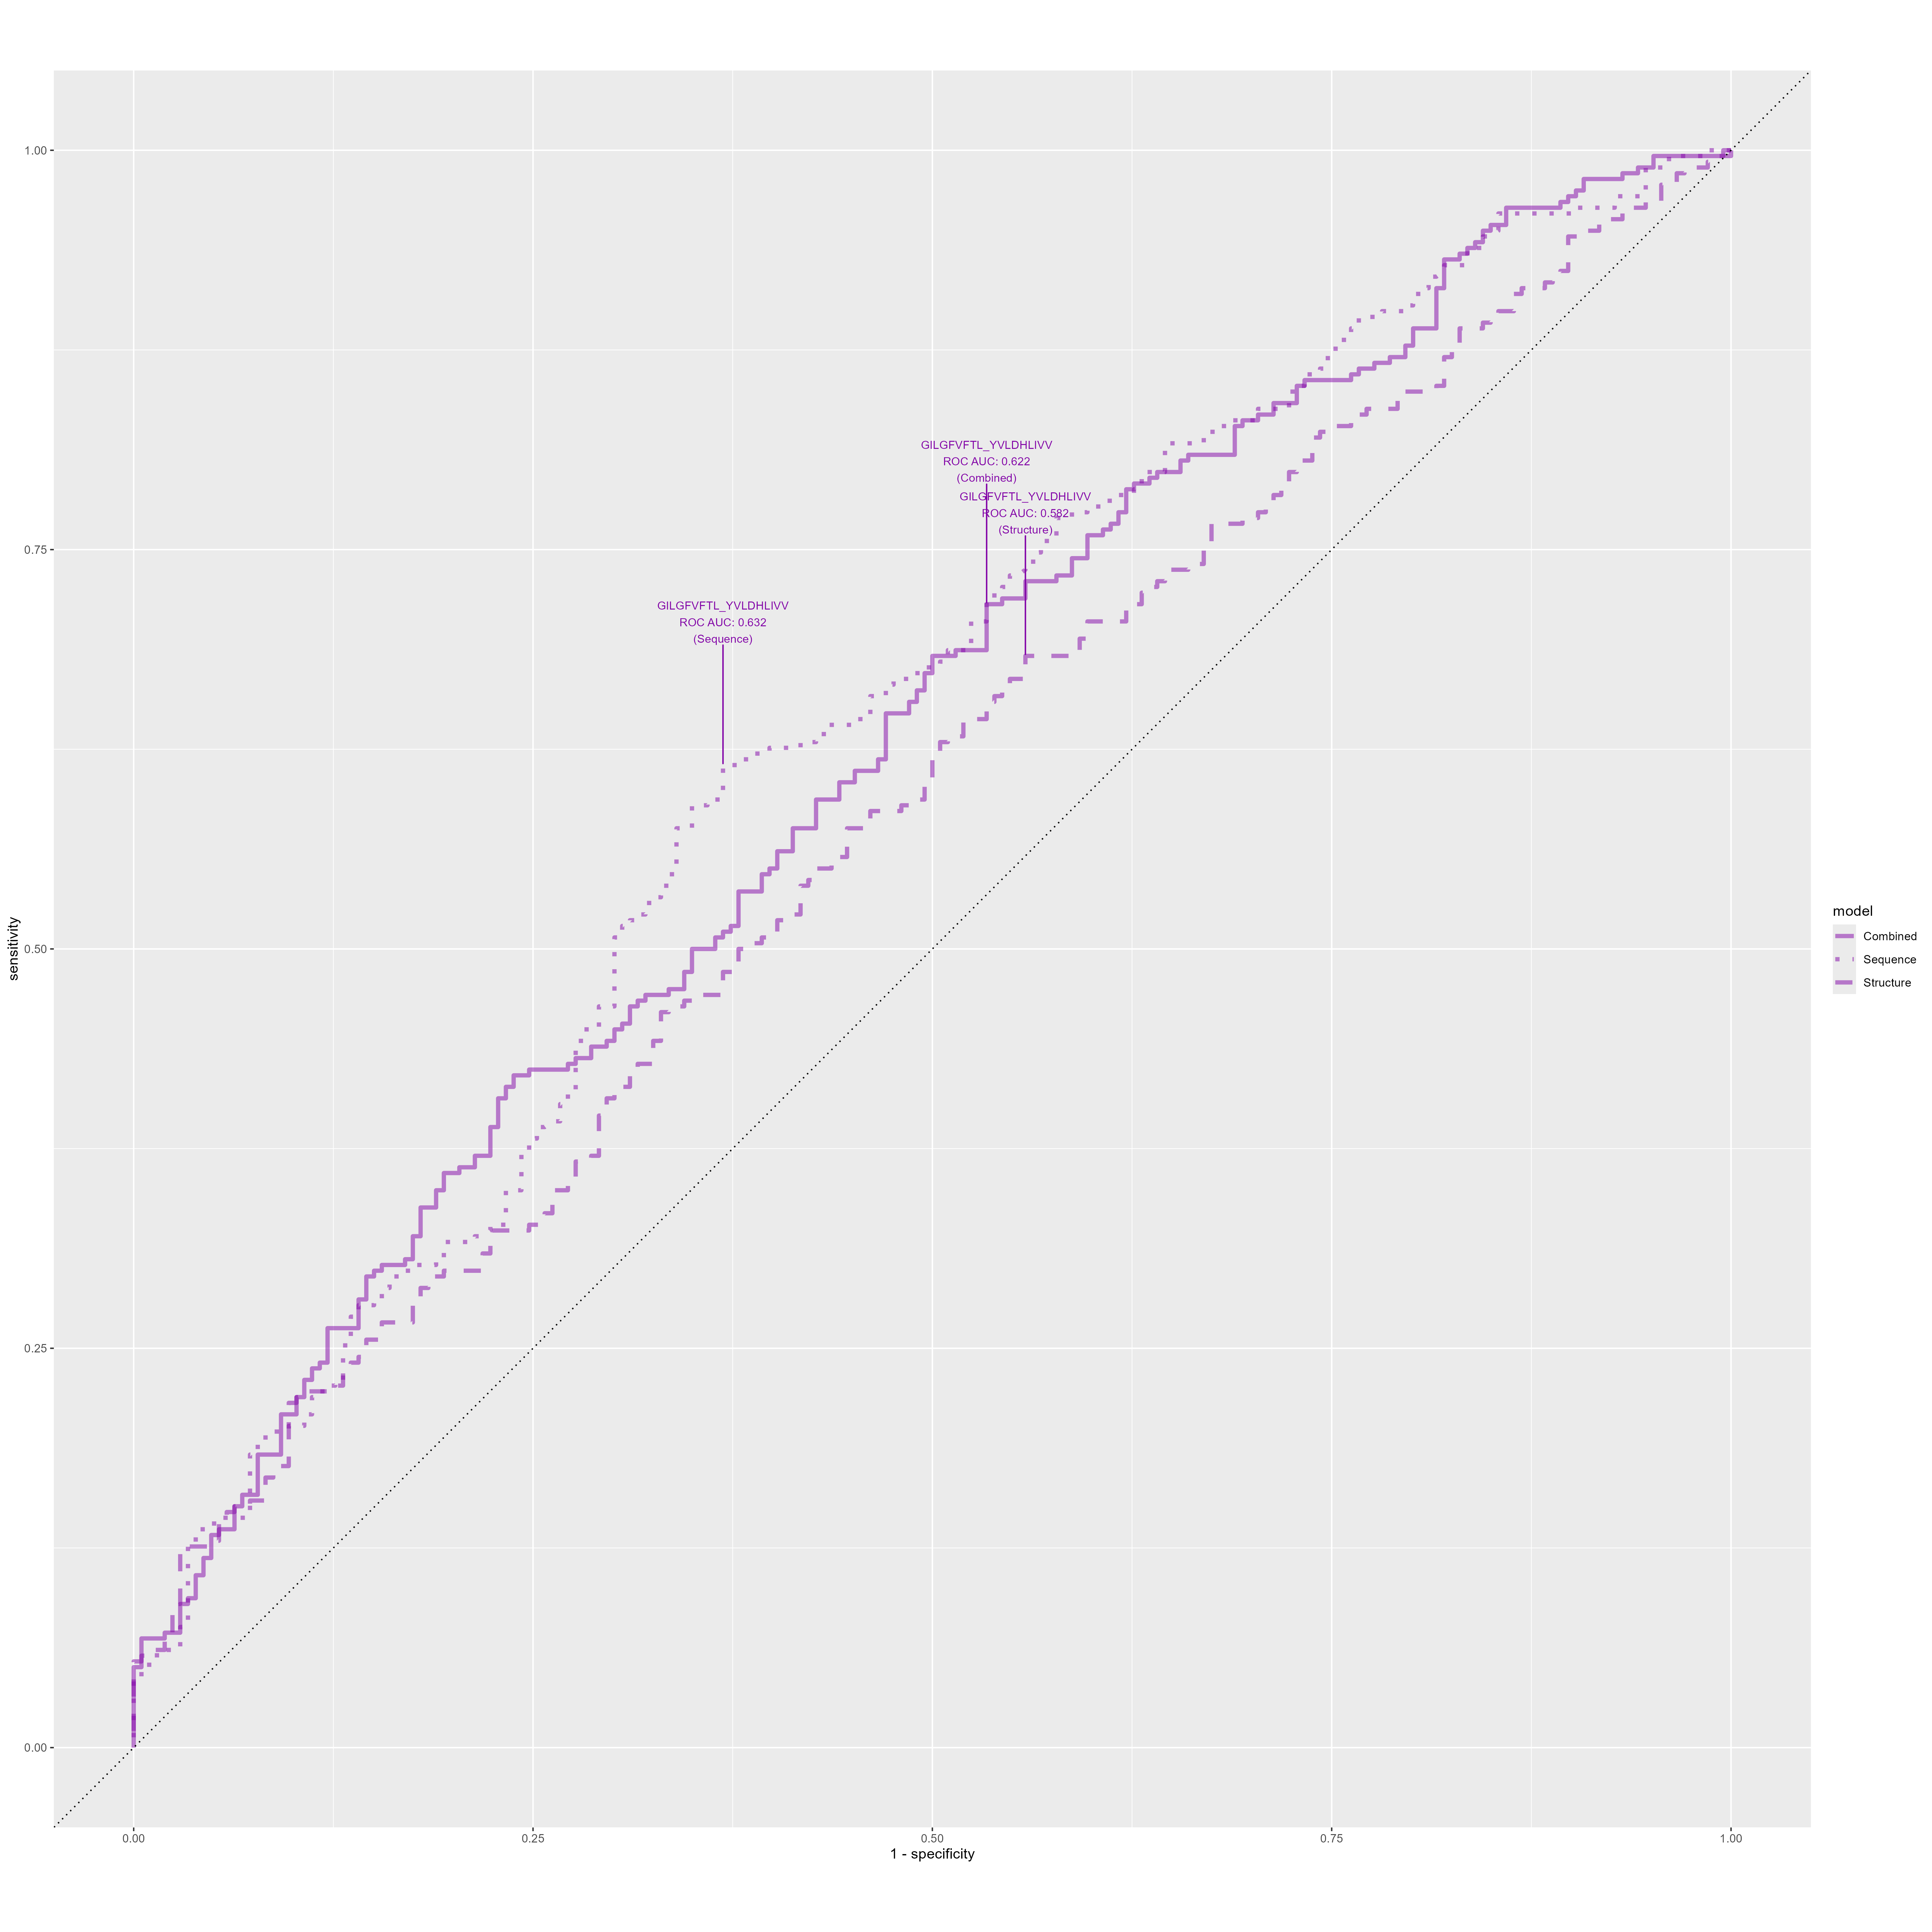 GILGFVFTL_YVLDHLIVV
ROC AUC: 0.622
(Combined)
GILGFVFTL_YVLDHLIVV
ROC AUC: 0.582
(Structure)
GILGFVFTL_YVLDHLIVV
ROC AUC: 0.632
(Sequence)
1.00
0.75
0.50
0.25
0.00
sensitivity
0.00
0.25
0.50
0.75
1.00
1 - specificity
model
Combined
Sequence
Structure